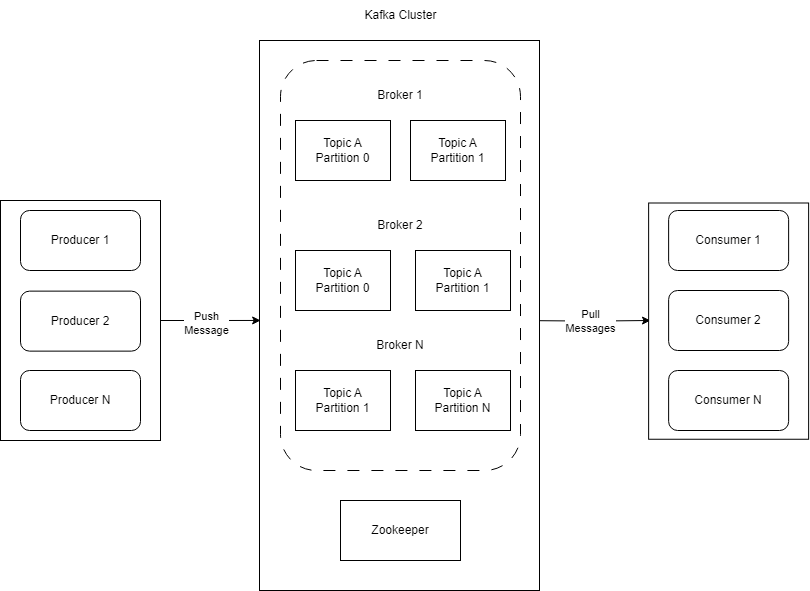 Kafka Cluster
Broker 1
Topic A
Partition 0
Topic A
Partition 1
Producer 1
Producer 2
Producer N
Push
Message
Broker 2
Topic A
Partition 0
Topic A
Partition 1
Broker N
Topic A
Partition 1
Topic A
Partition N
Zookeeper
Pull
Messages
Consumer 1
Consumer 2
Consumer N